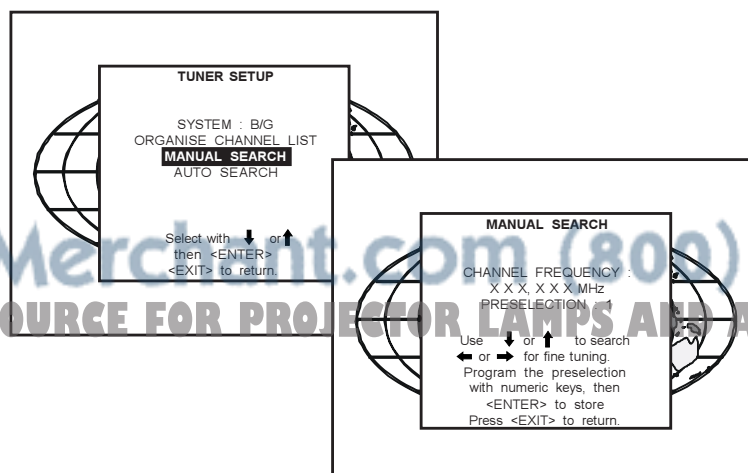 TUNER SETUP
SYSTEM : B/G
ORGANISE CHANNEL LIST
MANUAL SEARCH
AUTO SEARCH
Select with ⬇ or ⬆
then <ENTER>
<EXIT> to return.
MANUAL SEARCH
CHANNEL FREQUENCY :
X X X, X X X MHz
PRESELECTION : 1
Use ⬇ or ⬆ to search
⬅ or ➡ for fine tuning.
Program the preselection
with numeric keys, then
<ENTER> to store
Press <EXIT> to return.
Merchant.com (800)
OURCE FOR PROJECTOR LAMPS AND A